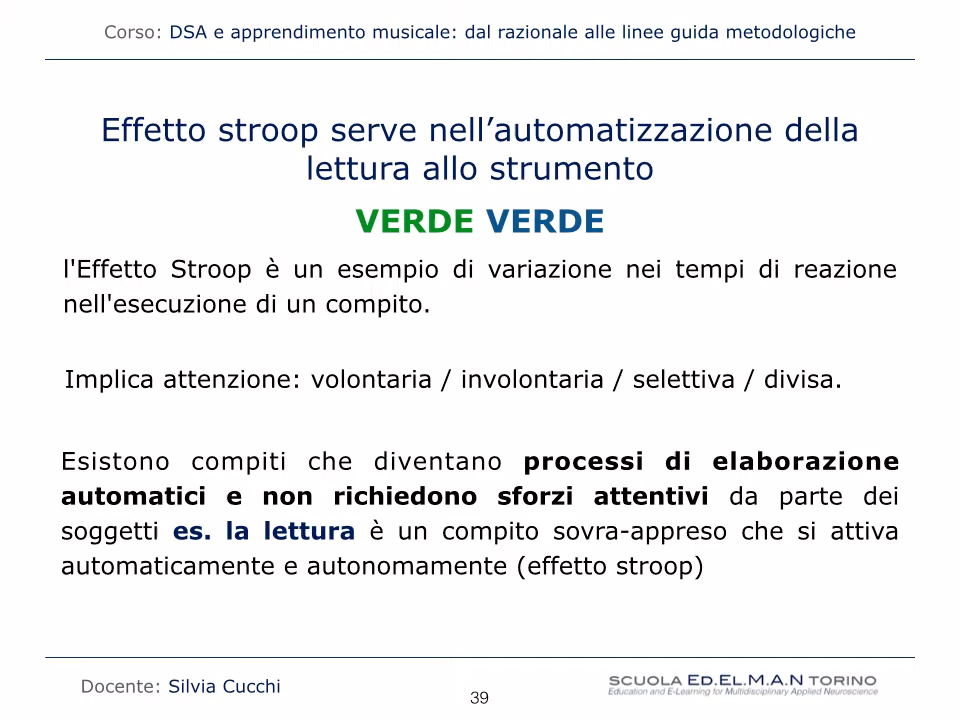 Corso: DSA e apprendimento musicale: dal razionale alle linee guida metodologiche
Effetto stroop serve nell’automatizzazione della
lettura allo strumento
VERDE VERDE
l'Effetto Stroop è un esempio di variazione nei tempi di reazione
nell'esecuzione di un compito.
Implica attenzione: volontaria / involontaria / selettiva / divisa.
Esistono compiti che diventano processi di elaborazione
automatici e non richiedono sforzi attentivi da parte dei
soggetti es. la lettura è un compito sovra-appreso che si attiva
automaticamente e autonomamente (effetto stroop)
Docente: Silvia Cucchi
39
SCUOLA ED.EL.M.A.N TORINO
Education and E-Learning for Multidisciplinary Applied Neuroscience